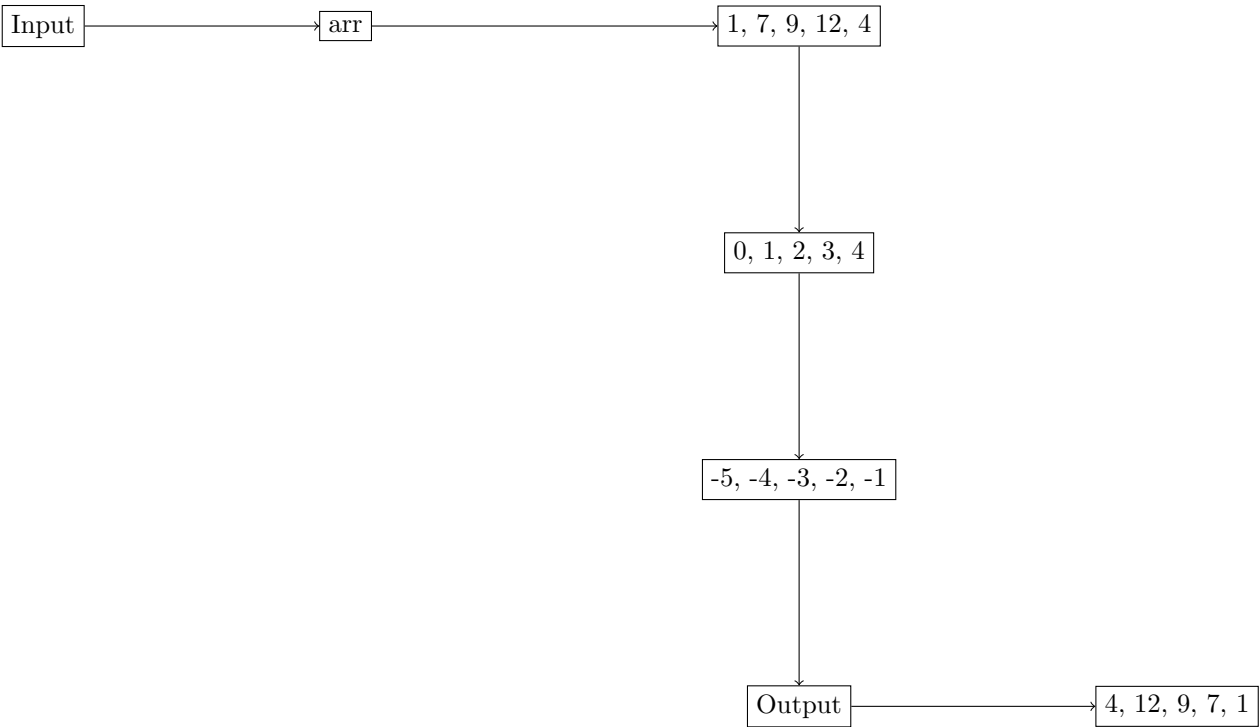 Input
arr
1, 7, 9, 12, 4
0, 1, 2, 3, 4
-5, -4, -3, -2, -1
Output
4, 12, 9, 7, 1